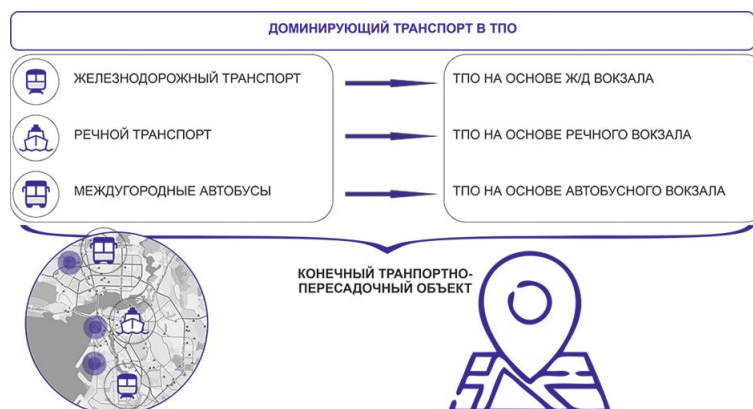 ДОМИНИРУЮЩИЙ ТРАНСПОРТ В ТПО
ЖЕЛЕЗНОДОРОЖНЫЙ ТРАНСПОРТ
ТПО НА ОСНОВЕ Ж/Д ВОКЗАЛА
РЕЧНОЙ ТРАНСПОРТ
ТПО НА ОСНОВЕ РЕЧНОГО ВОКЗАЛА
МЕЖДУГОРОДНЫЕ АВТОБУСЫ
ТПО НА ОСНОВЕ АВТОБУСНОГО ВОКЗАЛА
КОНЕЧНЫЙ ТРАНПОРТНО-
ПЕРЕСАДОЧНЫЙ ОБЪЕКТ